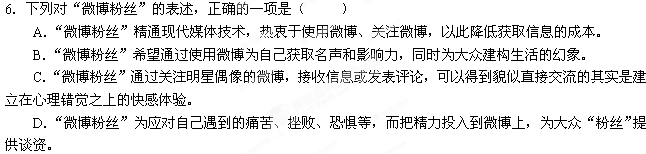 6. 下列对“微博粉丝”的表述，正确的一项是（　　）
A．“微博粉丝”精通现代媒体技术，热衷于使用微博、关注微博，以此降低获取信息的成本。
B．“微博粉丝”希望通过使用微博为自己获取名声和影响力，同时为大众建构生活的幻象。
C．“微博粉丝”通过关注明星偶像的微博，接收信息或发表评论，可以得到貌似直接交流的其实是建
立在心理错觉之上的快感体验。
D．“微博粉丝”为应对自己遇到的痛苦、挫败、恐惧等，而把精力投入到微博上，为大众“粉丝”提
供谈资。